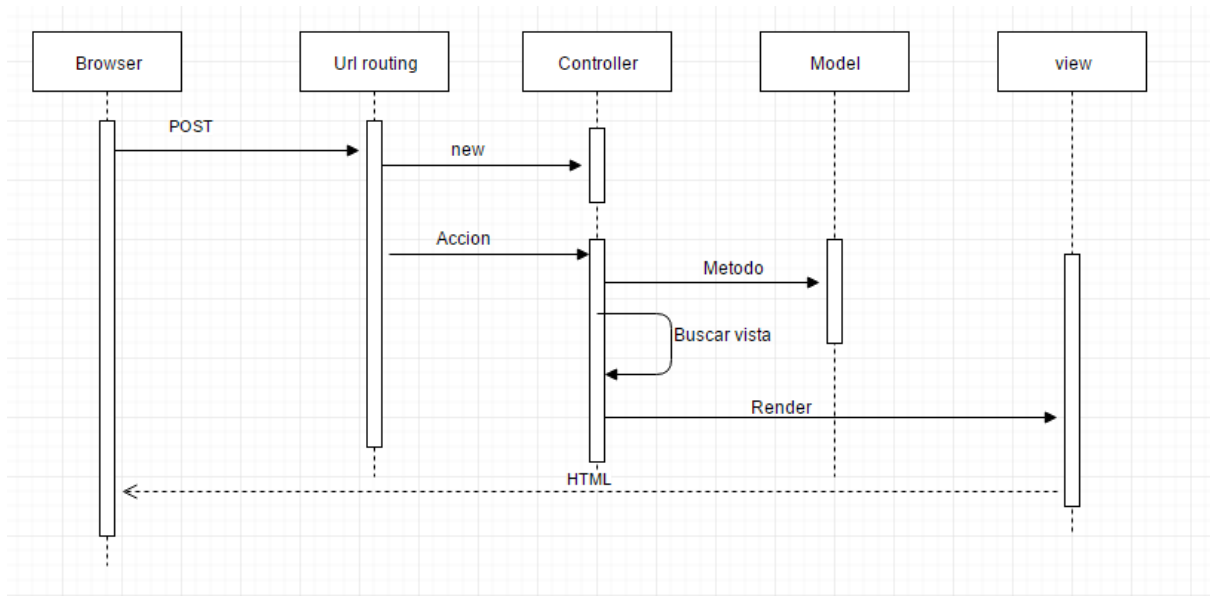 Browser
Url routing
Controller
Model
view
POST
new
Accion
Metodo
Buscar vista
Render
HTML